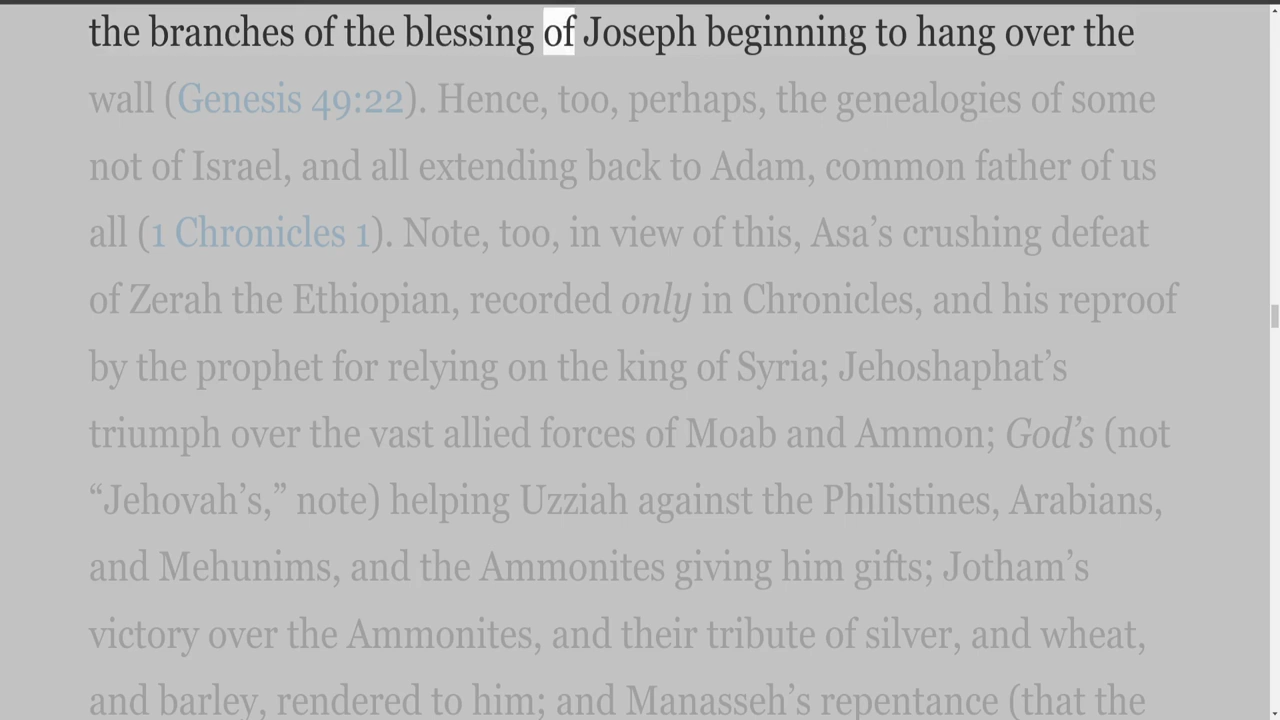 the branches of the blessing of Joseph beginning to hang over the
wall (Genesis 49:22). Hence, too, perhaps, the genealogies of some
not of Israel, and all extending back to Adam, common father of us
all (1 Chronicles 1). Note, too, in view of this, Asa’s crushing defeat
of Zerah the Ethiopian, recorded only in Chronicles, and his reproof
by the prophet for relying on the king of Syria; Jehoshaphat’s
triumph over the vast allied forces of Moab and Ammon; God’s (not
“Jehovah’s,” note) helping Uzziah against the Philistines, Arabians,
and Mehunims, and the Ammonites giving him gifts; Jotham’s
victory over the Ammonites, and their tribute of silver, and wheat,
and barley, rendered to him; and Manasseh’s repentance (that the